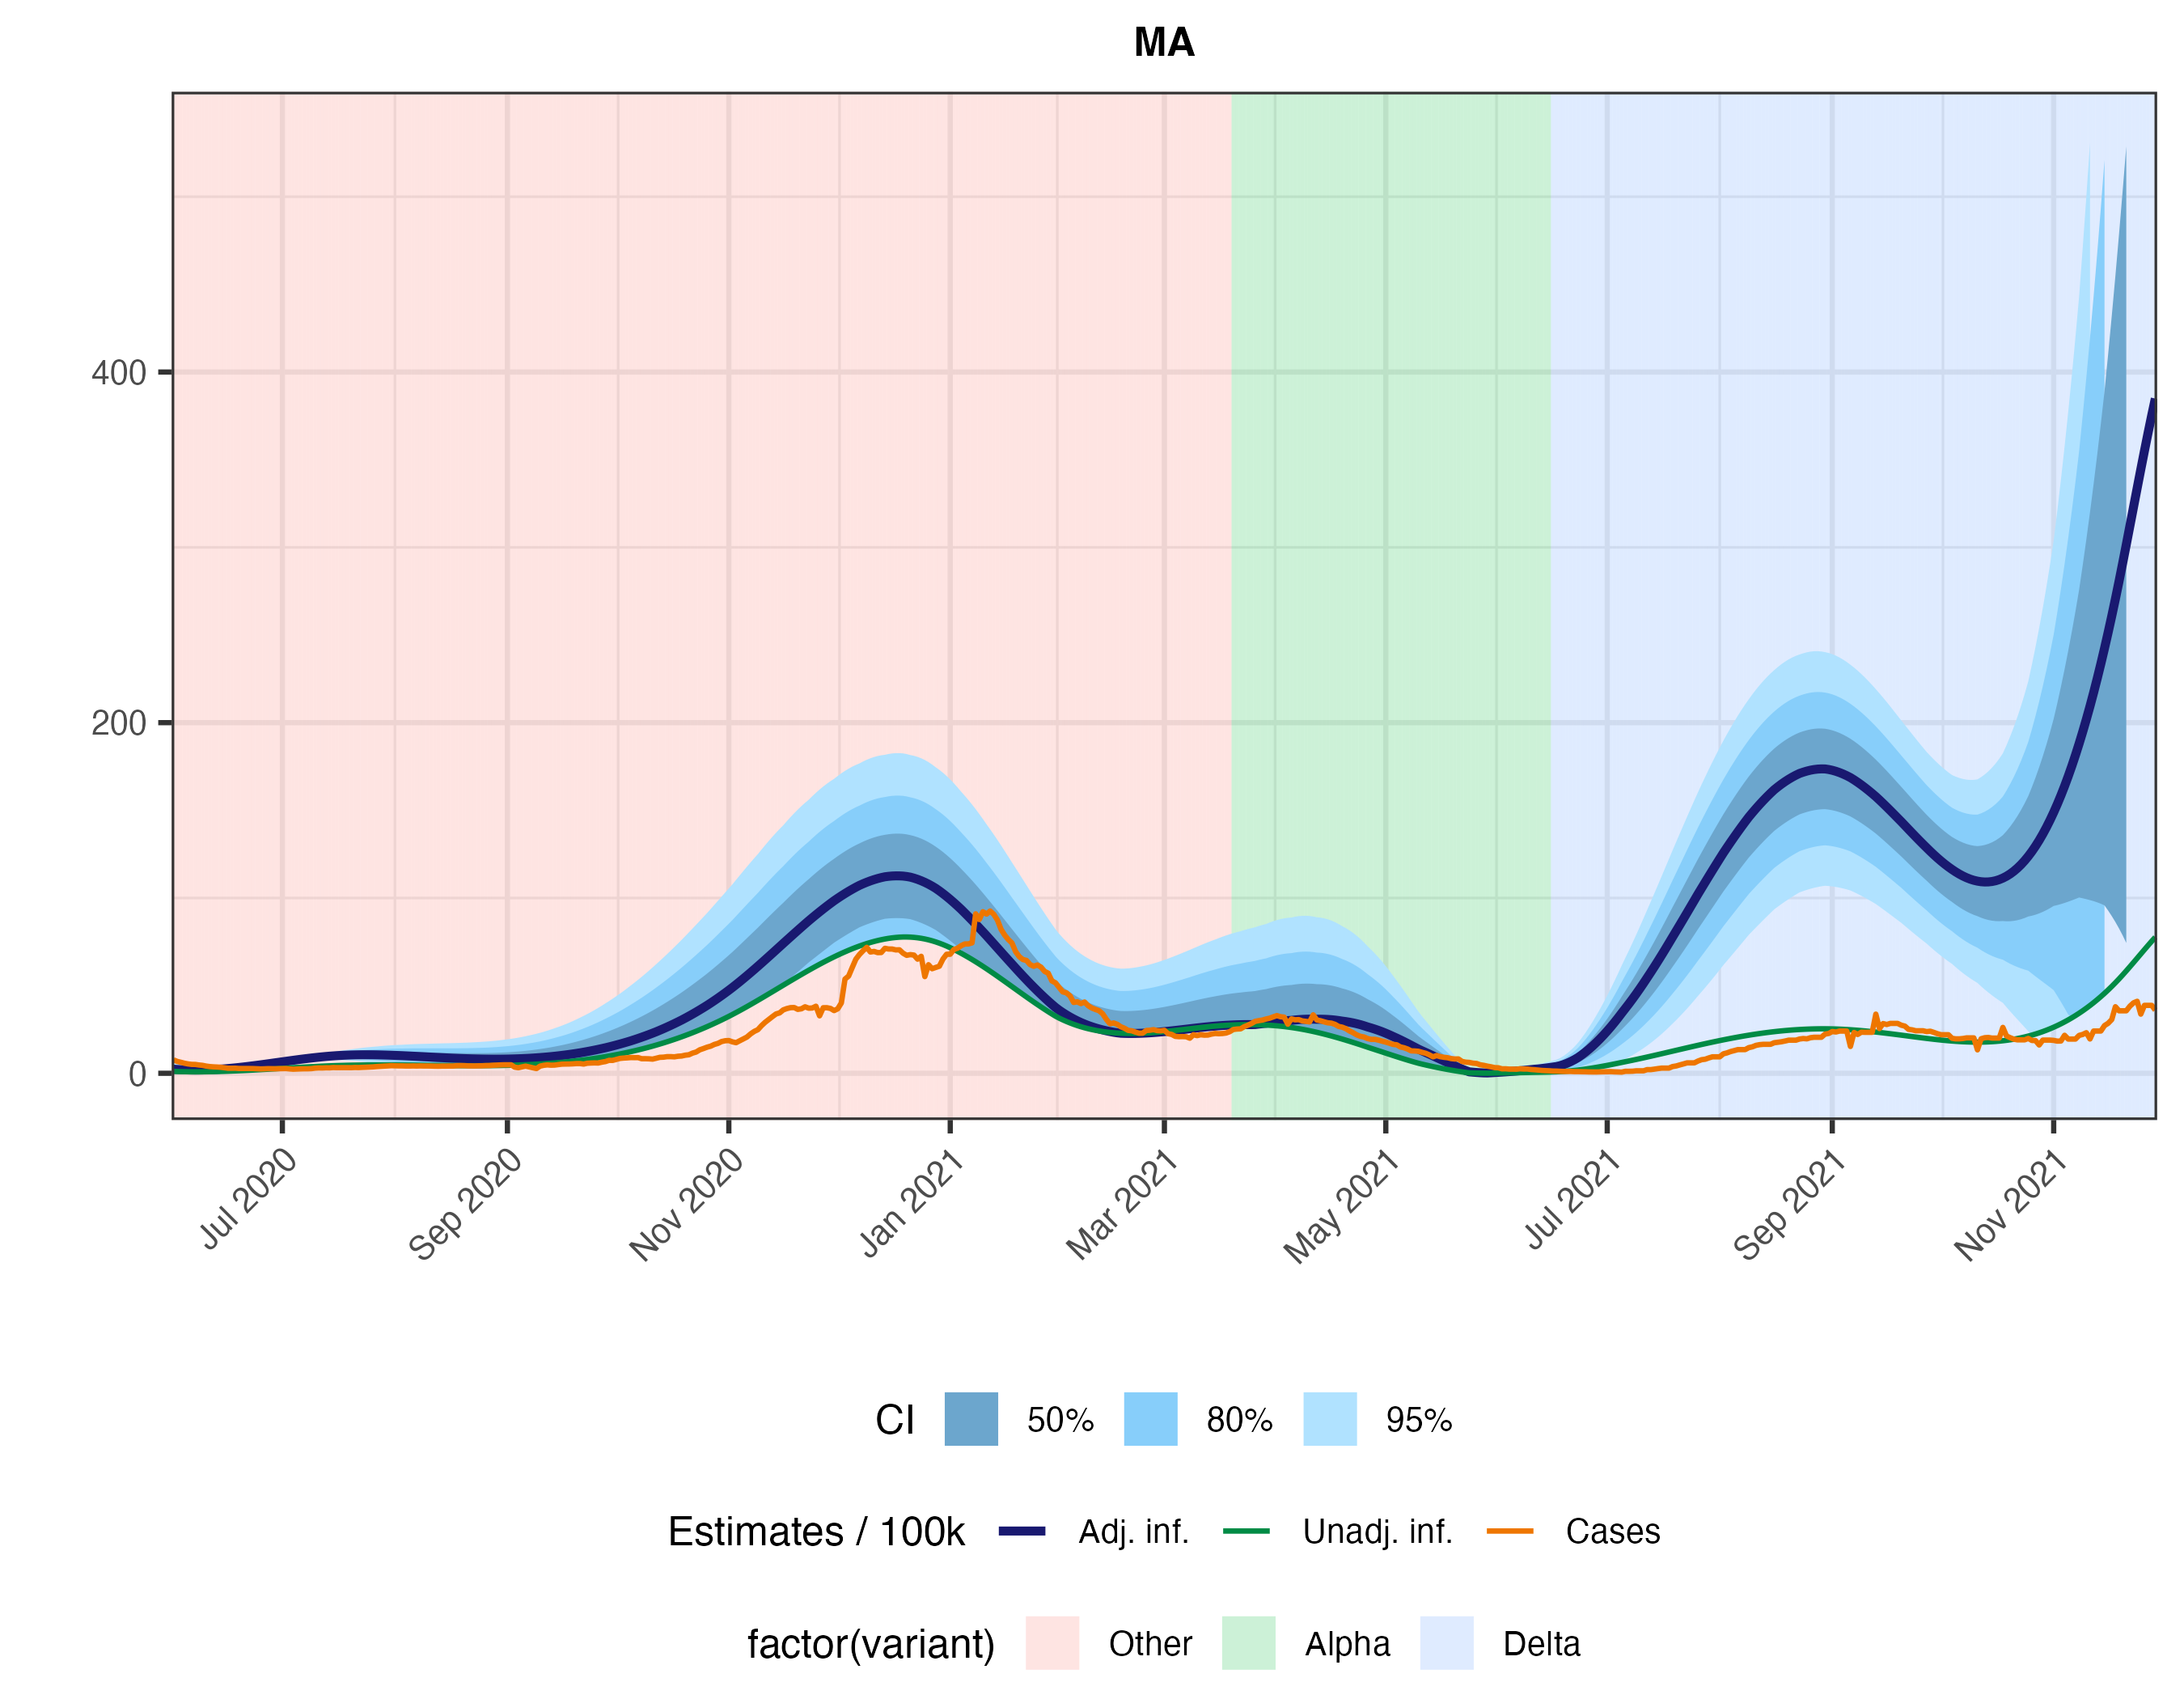 MA
400
200
0
Jul 2020
Sep 2020
Nov 2020
Jan 2021
Mar 2021
May 2021
Jul 2021
Sep 2021
Nov 2021
CI 50% 80% 95%
Estimates / 100k Adj. inf. Unadj. inf. Cases
factor(variant) Other Alpha Delta